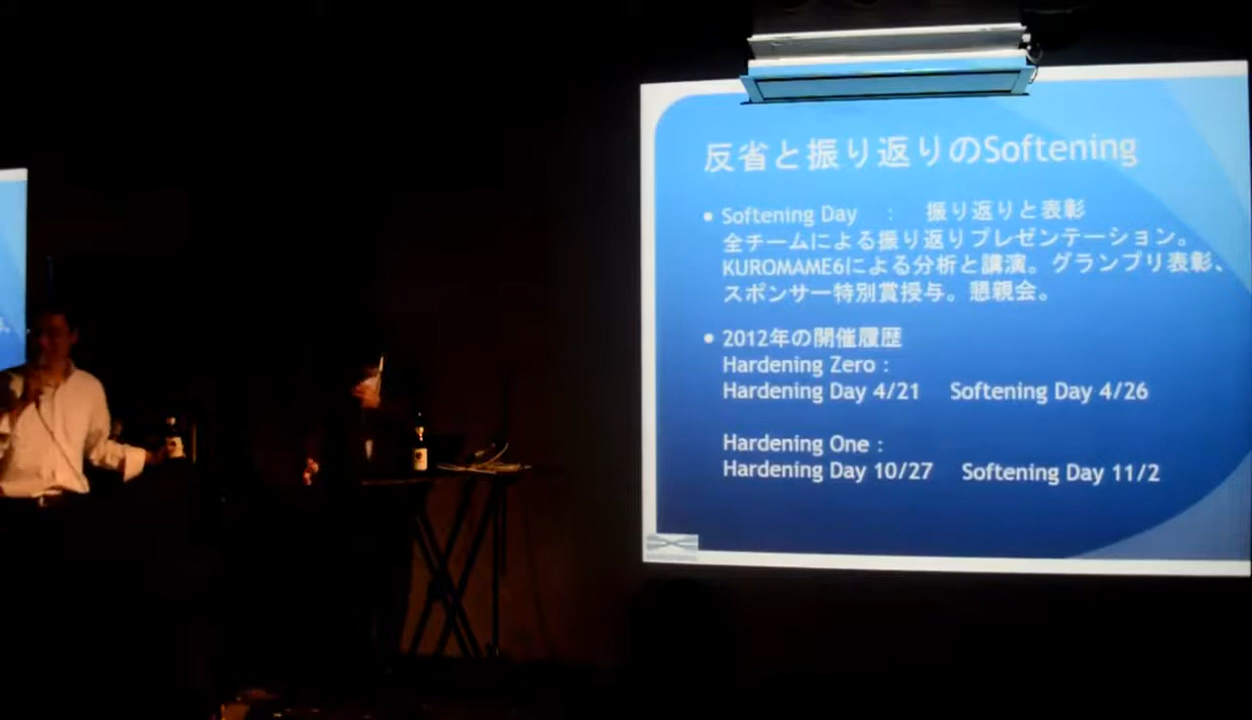 反省と振り返りのSoftening
• Softening Day ： 振り返りと表彰
全チームによる振り返りプレゼンテーション。
KUROMAME6による分析と講演。グランプリ表彰、
スポンサー特別賞授与。懇親会。
• 2012年の開催履歴
Hardening Zero：
Hardening Day 4/21 Softening Day 4/26
Hardening One：
Hardening Day 10/27 Softening Day 11/2